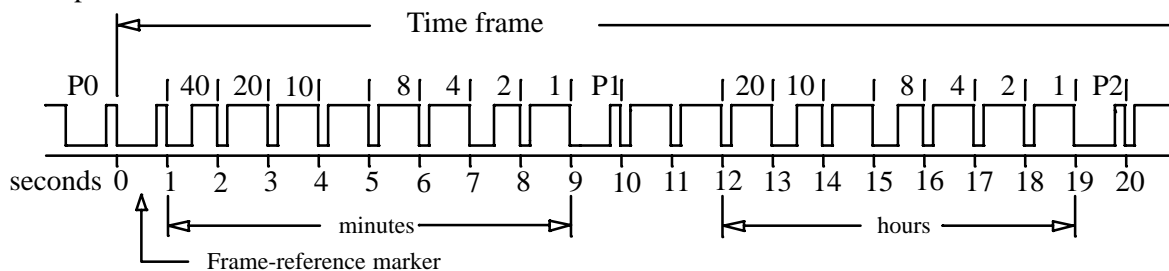 Time frame
P0 40 20 10 8 4 2 1 P1 20 10 8 4 2 1 P2
seconds 0 1 2 3 4 5 6 7 8 9 10 11 12 13 14 15 16 17 18 19 20
minutes hours
Frame-reference marker